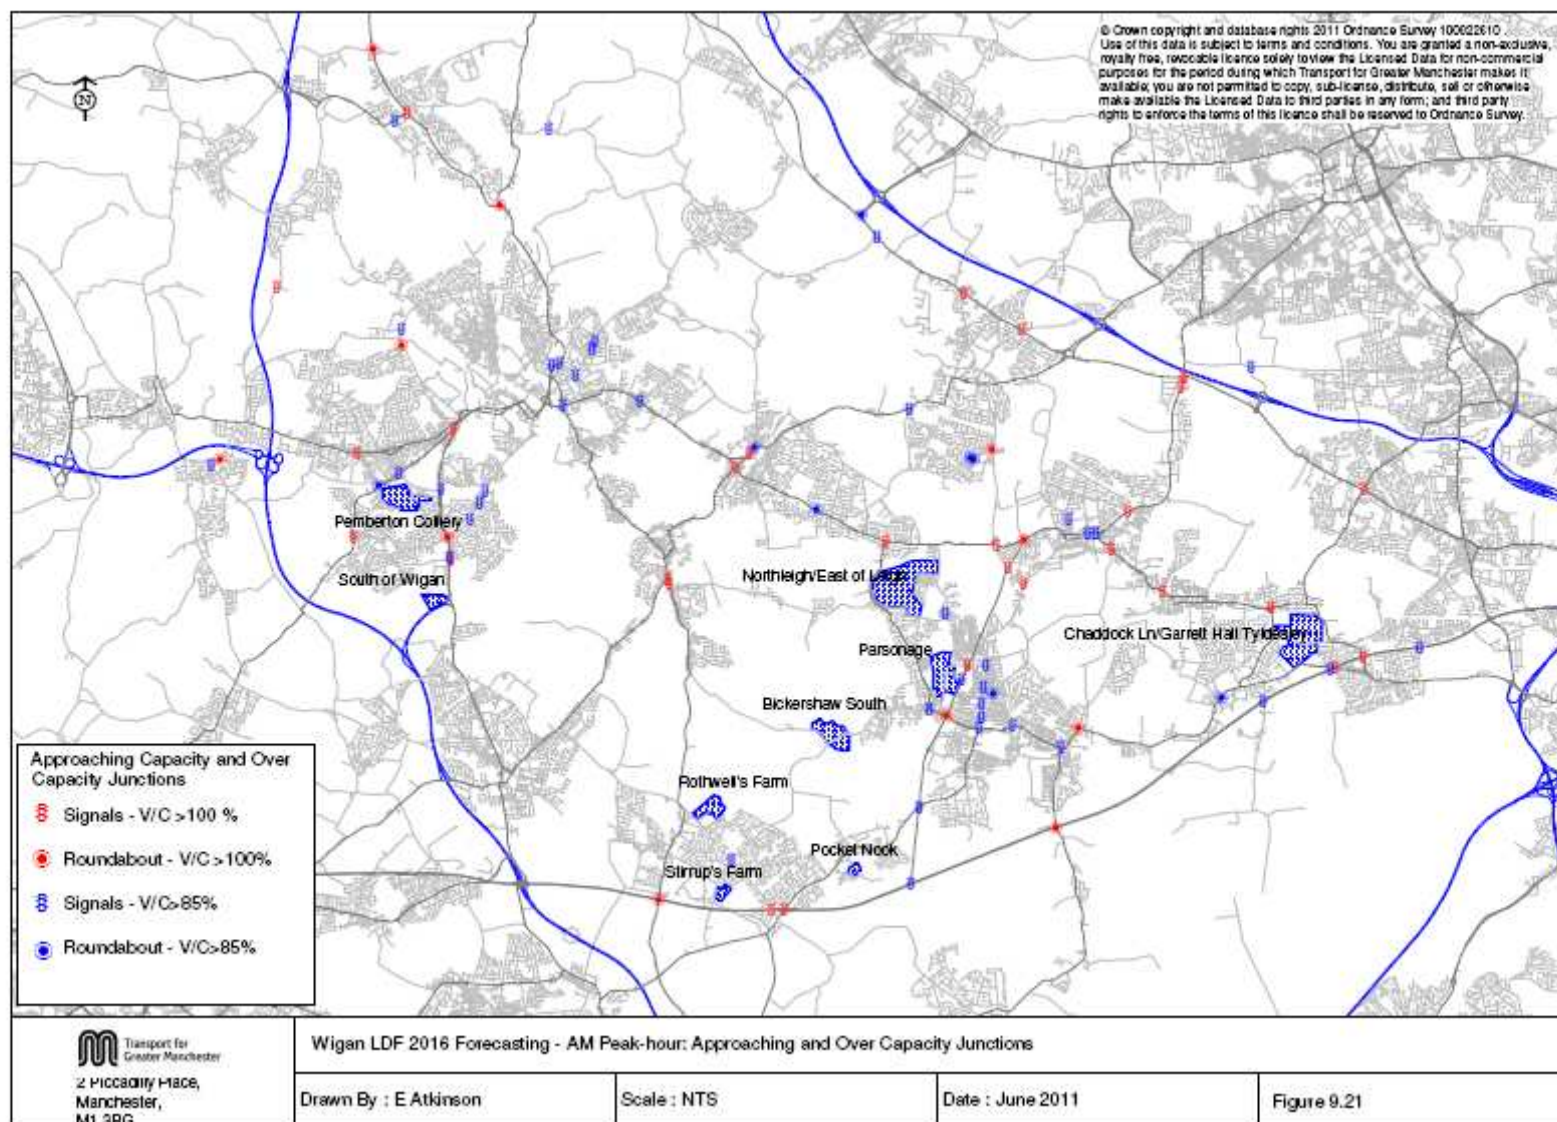 © Crown copyright and database rights 2011 Ordnance Survey 100022610 .
Use of this data is subject to terms and conditions. You are granted a non-exclusive,
royalty free, revocable licence solely to view the Licensed Data for non-commercial
purposes for the period during which Transport for Greater Manchester makes it
available; you are not permitted to copy, sub-license, distribute, sell or otherwise
make available the Licensed Data to third parties in any form; and third party
rights to enforce the terms of this licence shall be reserved to Ordnance Survey.
N
Pemberton Colliery
South of Wigan
Northleigh/East of Leigh
Chaddock Ln/Garrett Hall Tyldesley
Parsonage
Bickershaw South
Rothwell's Farm
Pocket Nook
Stirrup's Farm
Approaching Capacity and Over
Capacity Junctions
Signals - V/C >100 %
Roundabout - V/C >100%
Signals - V/C>85%
Roundabout - V/C>85%
Transport for
Greater Manchester
2 Piccadilly Place,
Manchester,
M1 3BG
Wigan LDF 2016 Forecasting - AM Peak-hour: Approaching and Over Capacity Junctions
Drawn By : E Atkinson
Scale : NTS
Date : June 2011
Figure 9.21